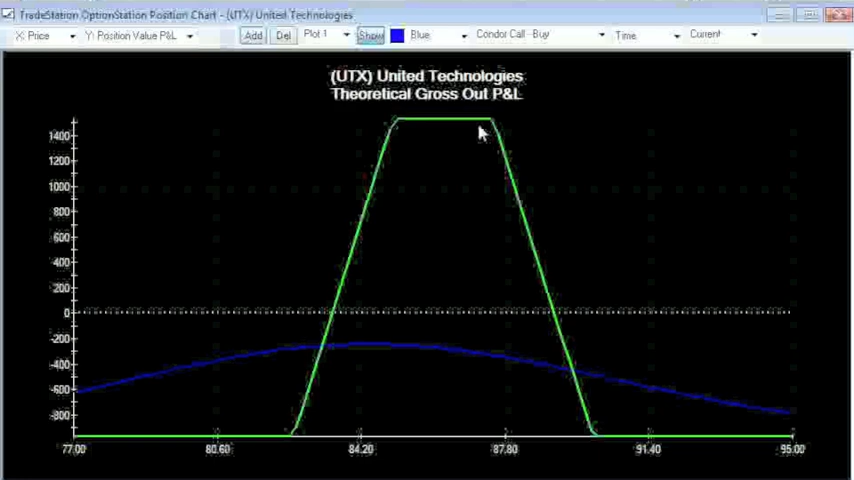 TradeStation OptionStation Position Chart - (UTX) United Technologies
X: Price Y: Position Value P&L Add Del Plot 1 Show Blue Condor Call - Buy Time Current
(UTX) United Technologies
Theoretical Gross Out P&L
1400
1200
1000
800
600
400
200
0
-200
-400
-600
-800
77.00 80.60 84.20 87.80 91.40 95.00